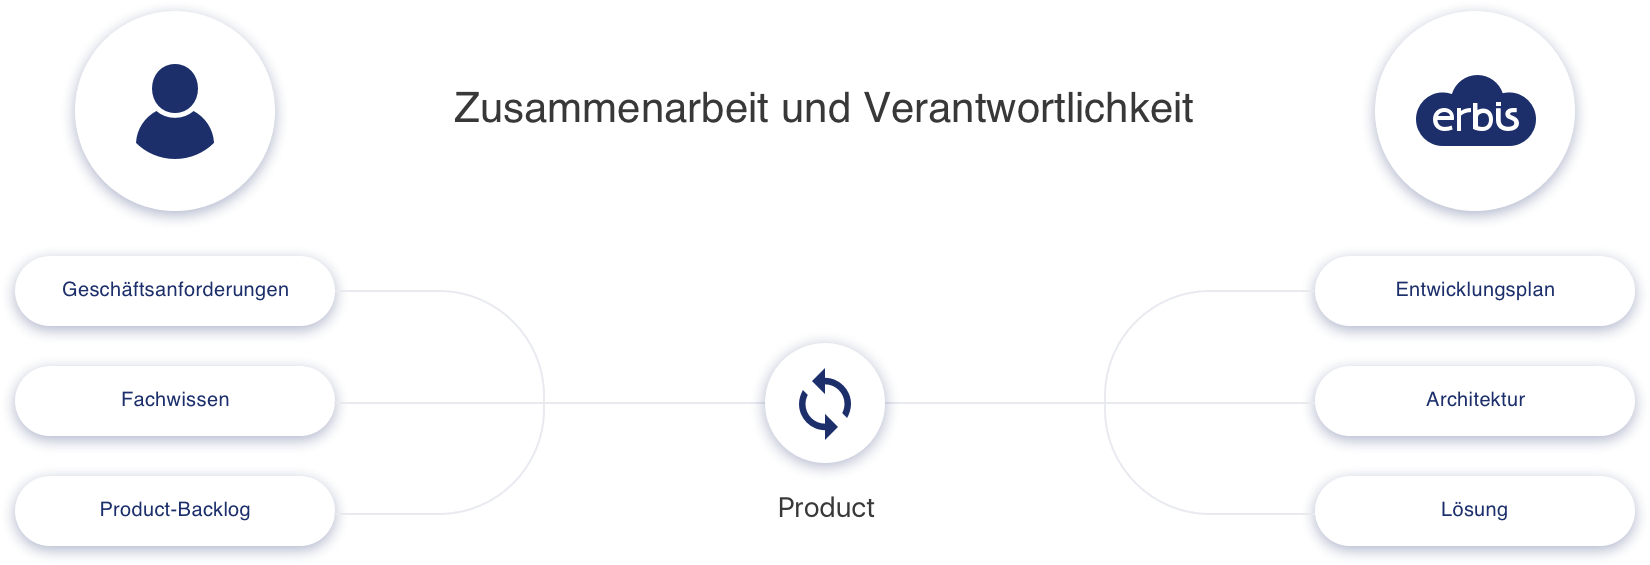 Zusammenarbeit und Verantwortlichkeit
erbis
Geschäftsanforderungen
Fachwissen
Product-Backlog
Product
Entwicklungsplan
Architektur
Lösung